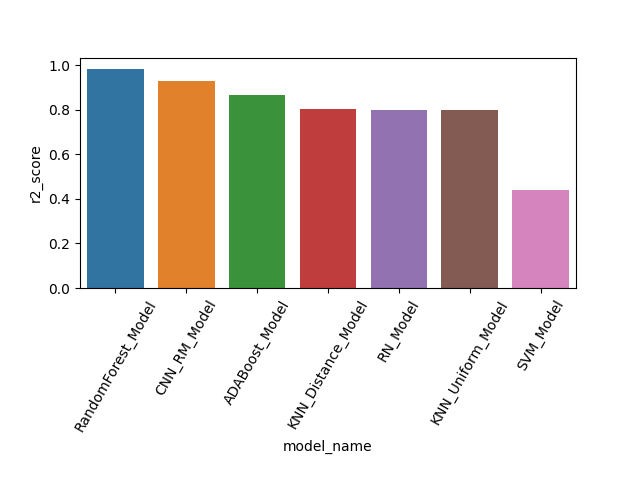 r2_score
1.0
0.8
0.6
0.4
0.2
0.0
RandomForest_Model
CNN_RM_Model
ADABoost_Model
KNN_Distance_Model
RN_Model
KNN_Uniform_Model
SVM_Model
model_name